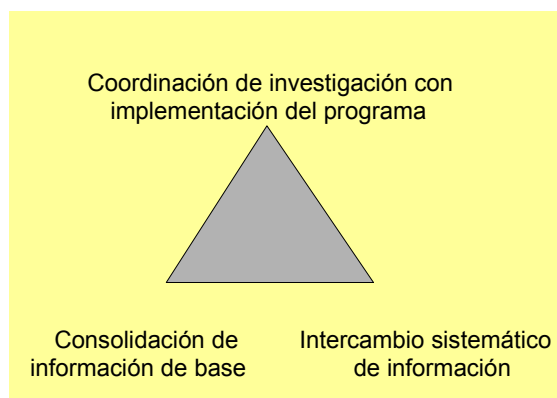 Coordinación de investigación con
implementación del programa
Consolidación de
información de base
Intercambio sistemático
de información